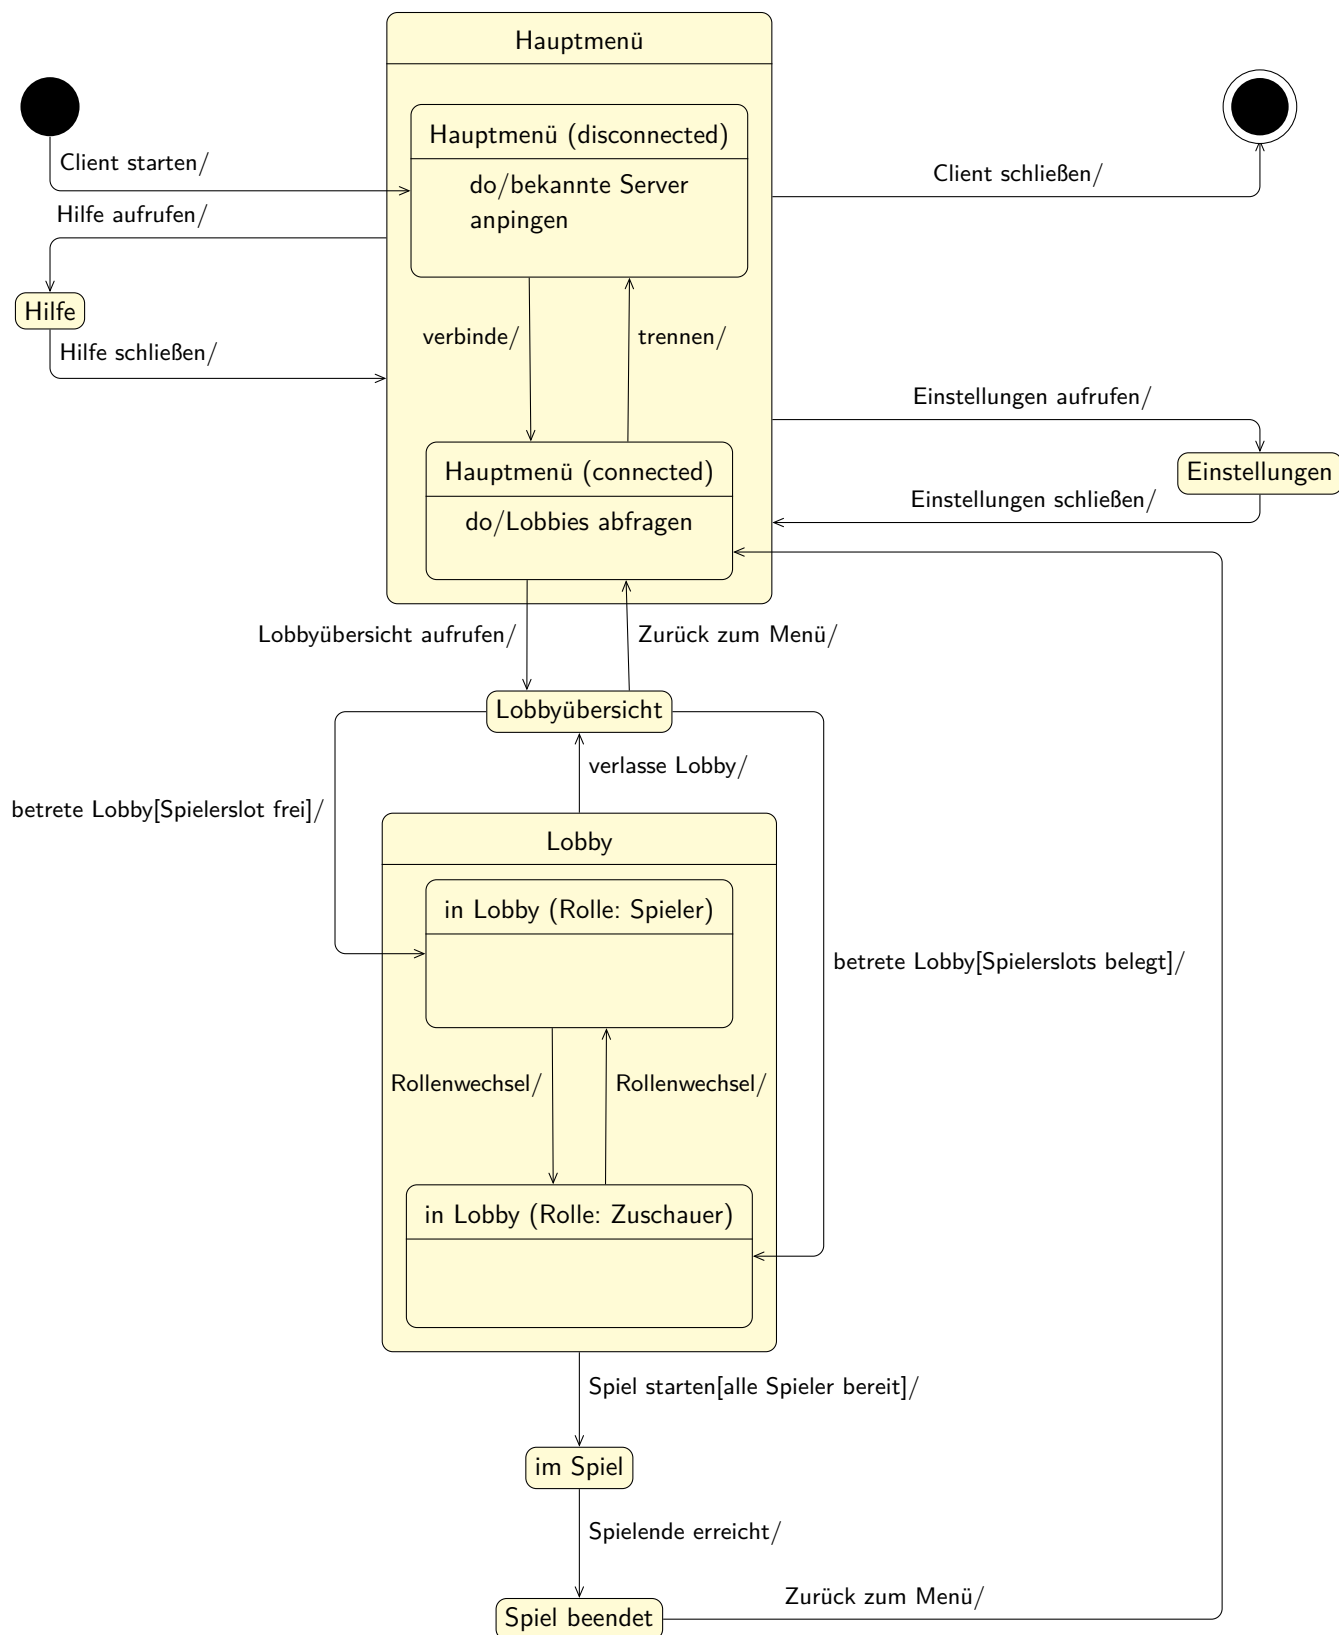 Hauptmenü
Hauptmenü (disconnected)
do/bekannte Server
anpingen
Client starten/
Client schließen/
Hilfe aufrufen/
Hilfe
Hilfe schließen/
verbinde/
trennen/
Einstellungen aufrufen/
Einstellungen
Einstellungen schließen/
Hauptmenü (connected)
do/Lobbies abfragen
Lobbyübersicht aufrufen/
Zurück zum Menü/
Lobbyübersicht
verlasse Lobby/
betrete Lobby[Spielerslot frei]/
Lobby
in Lobby (Rolle: Spieler)
betrete Lobby[Spielerslots belegt]/
Rollenwechsel/
Rollenwechsel/
in Lobby (Rolle: Zuschauer)
Spiel starten[alle Spieler bereit]/
im Spiel
Spielende erreicht/
Zurück zum Menü/
Spiel beendet